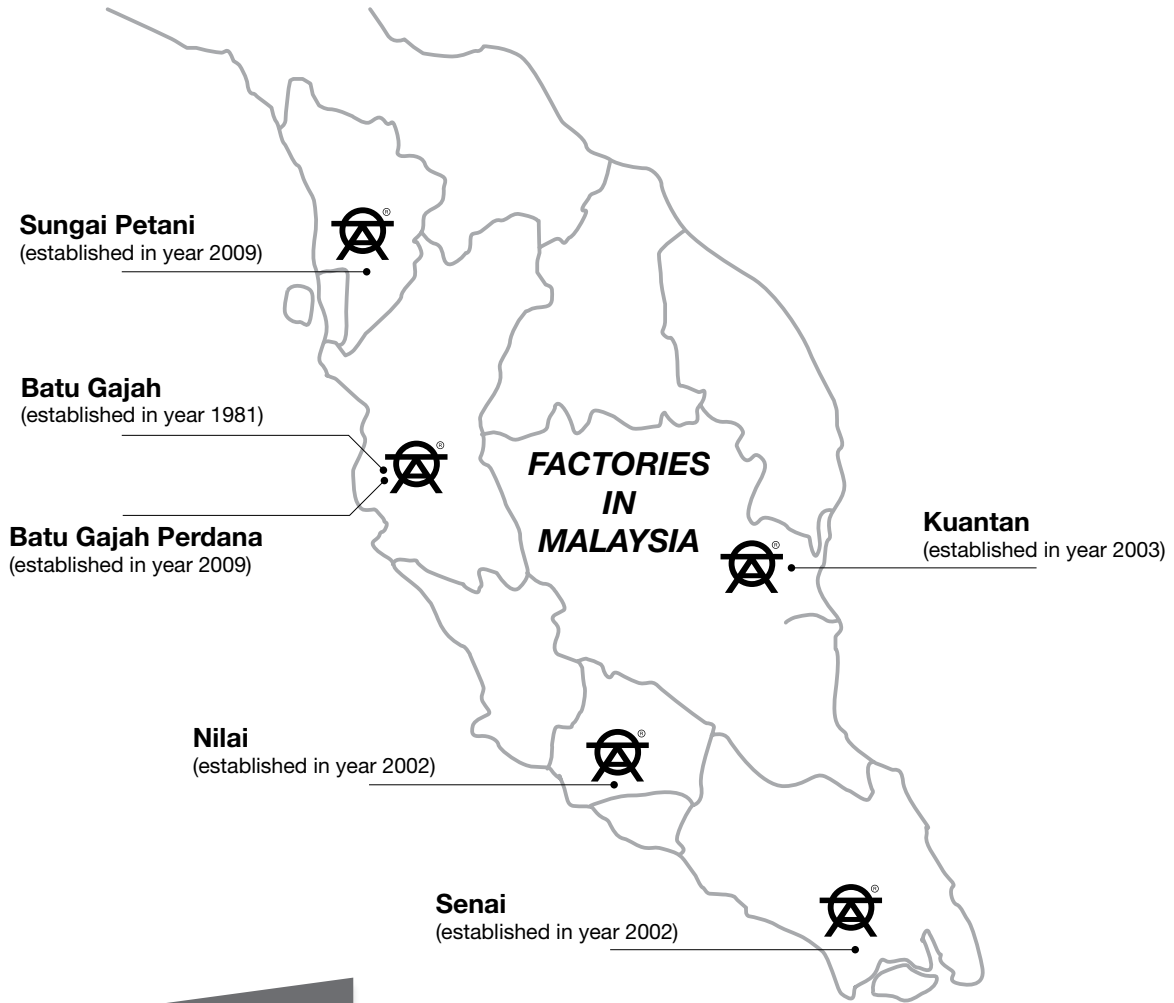 Sungai Petani
(established in year 2009)
Batu Gajah
(established in year 1981)
FACTORIES
IN
MALAYSIA
Batu Gajah Perdana
(established in year 2009)
Kuantan
(established in year 2003)
Nilai
(established in year 2002)
Senai
(established in year 2002)